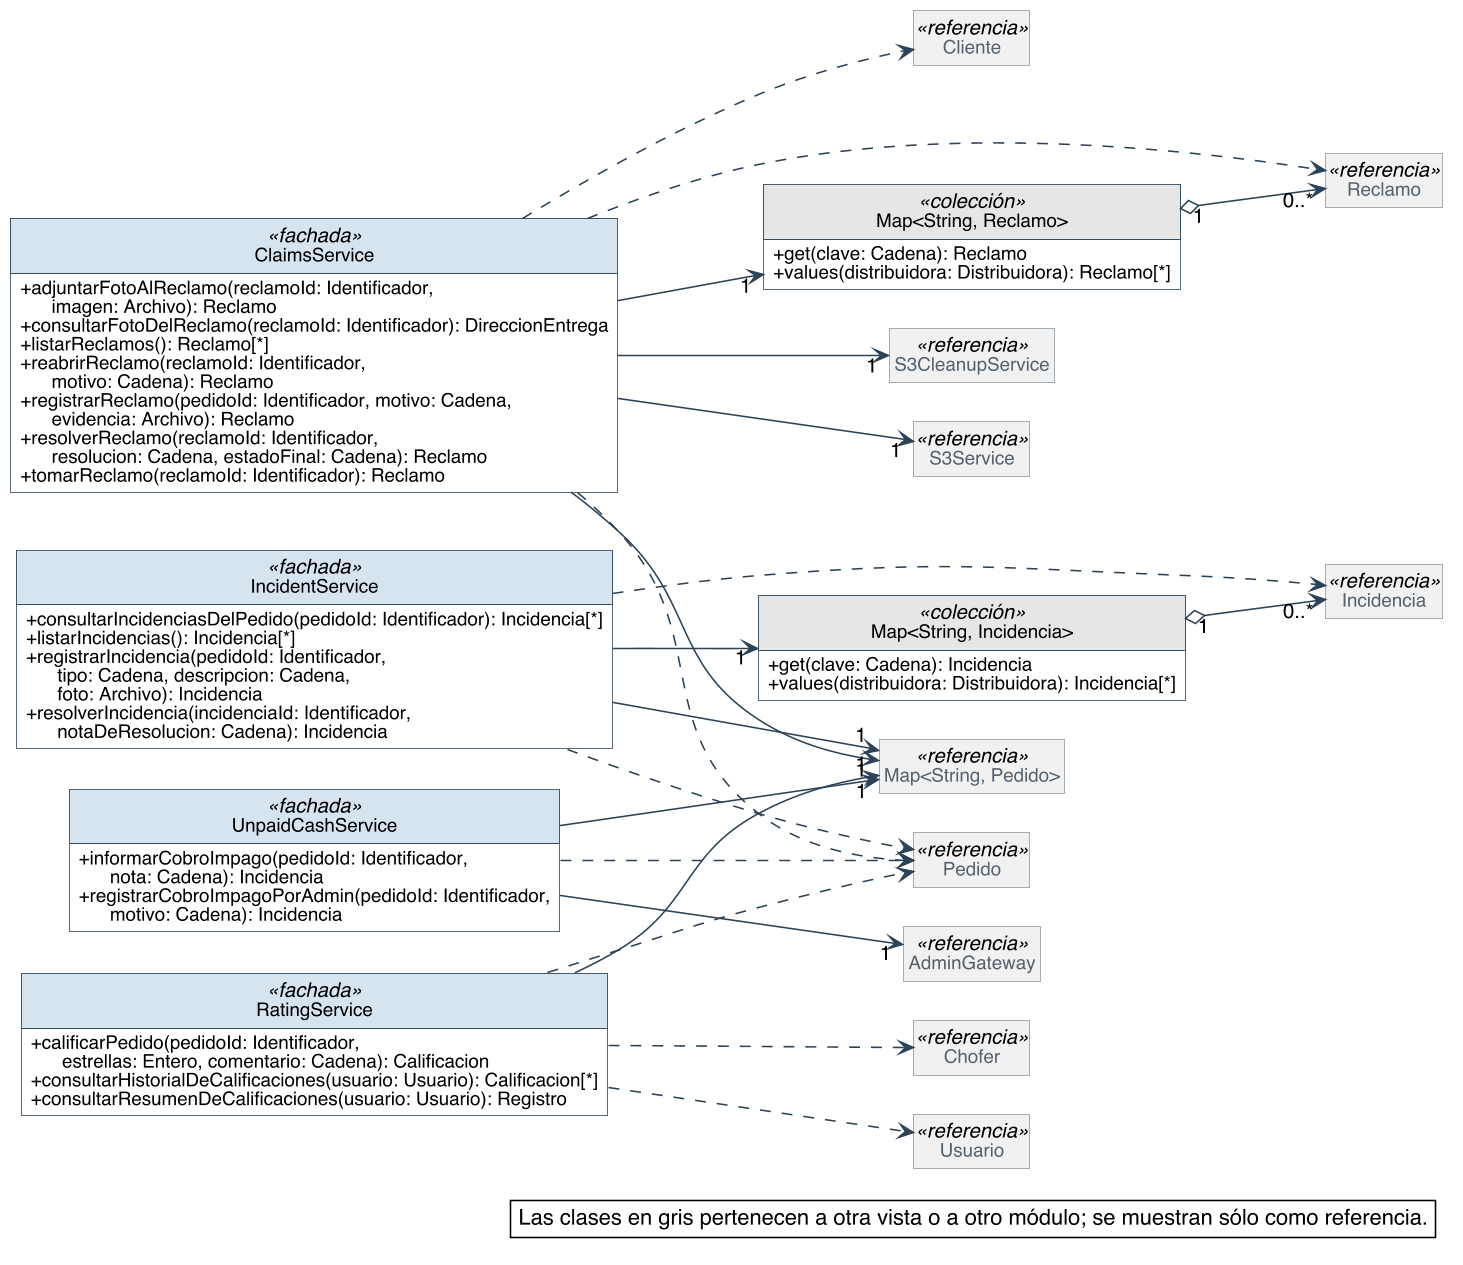 «referencia»
Cliente
«referencia»
Reclamo
«colección»
Map<String, Reclamo>
+get(clave: Cadena): Reclamo
+values(distribuidora: Distribuidora): Reclamo[*]
1
0..*
«fachada»
ClaimsService
+adjuntarFotoAlReclamo(reclamoId: Identificador,
imagen: Archivo): Reclamo
+consultarFotoDelReclamo(reclamoId: Identificador): DireccionEntrega
+listarReclamos(): Reclamo[*]
+reabrirReclamo(reclamoId: Identificador,
motivo: Cadena): Reclamo
+registrarReclamo(pedidoId: Identificador, motivo: Cadena,
evidencia: Archivo): Reclamo
+resolverReclamo(reclamoId: Identificador,
resolucion: Cadena, estadoFinal: Cadena): Reclamo
+tomarReclamo(reclamoId: Identificador): Reclamo
1
«referencia»
S3CleanupService
1
«referencia»
S3Service
1
«fachada»
IncidentService
+consultarIncidenciasDelPedido(pedidoId: Identificador): Incidencia[*]
+listarIncidencias(): Incidencia[*]
+registrarIncidencia(pedidoId: Identificador,
tipo: Cadena, descripcion: Cadena,
foto: Archivo): Incidencia
+resolverIncidencia(incidenciaId: Identificador,
notaDeResolucion: Cadena): Incidencia
1
«colección»
Map<String, Incidencia>
+get(clave: Cadena): Incidencia
+values(distribuidora: Distribuidora): Incidencia[*]
1
0..*
«referencia»
Incidencia
1
1
1
1
«referencia»
Map<String, Pedido>
«fachada»
UnpaidCashService
+informarCobroImpago(pedidoId: Identificador,
nota: Cadena): Incidencia
+registrarCobroImpagoPorAdmin(pedidoId: Identificador,
motivo: Cadena): Incidencia
«referencia»
Pedido
1
«referencia»
AdminGateway
«fachada»
RatingService
+calificarPedido(pedidoId: Identificador,
estrellas: Entero, comentario: Cadena): Calificacion
+consultarHistorialDeCalificaciones(usuario: Usuario): Calificacion[*]
+consultarResumenDeCalificaciones(usuario: Usuario): Registro
«referencia»
Chofer
«referencia»
Usuario
Las clases en gris pertenecen a otra vista o a otro módulo; se muestran sólo como referencia.